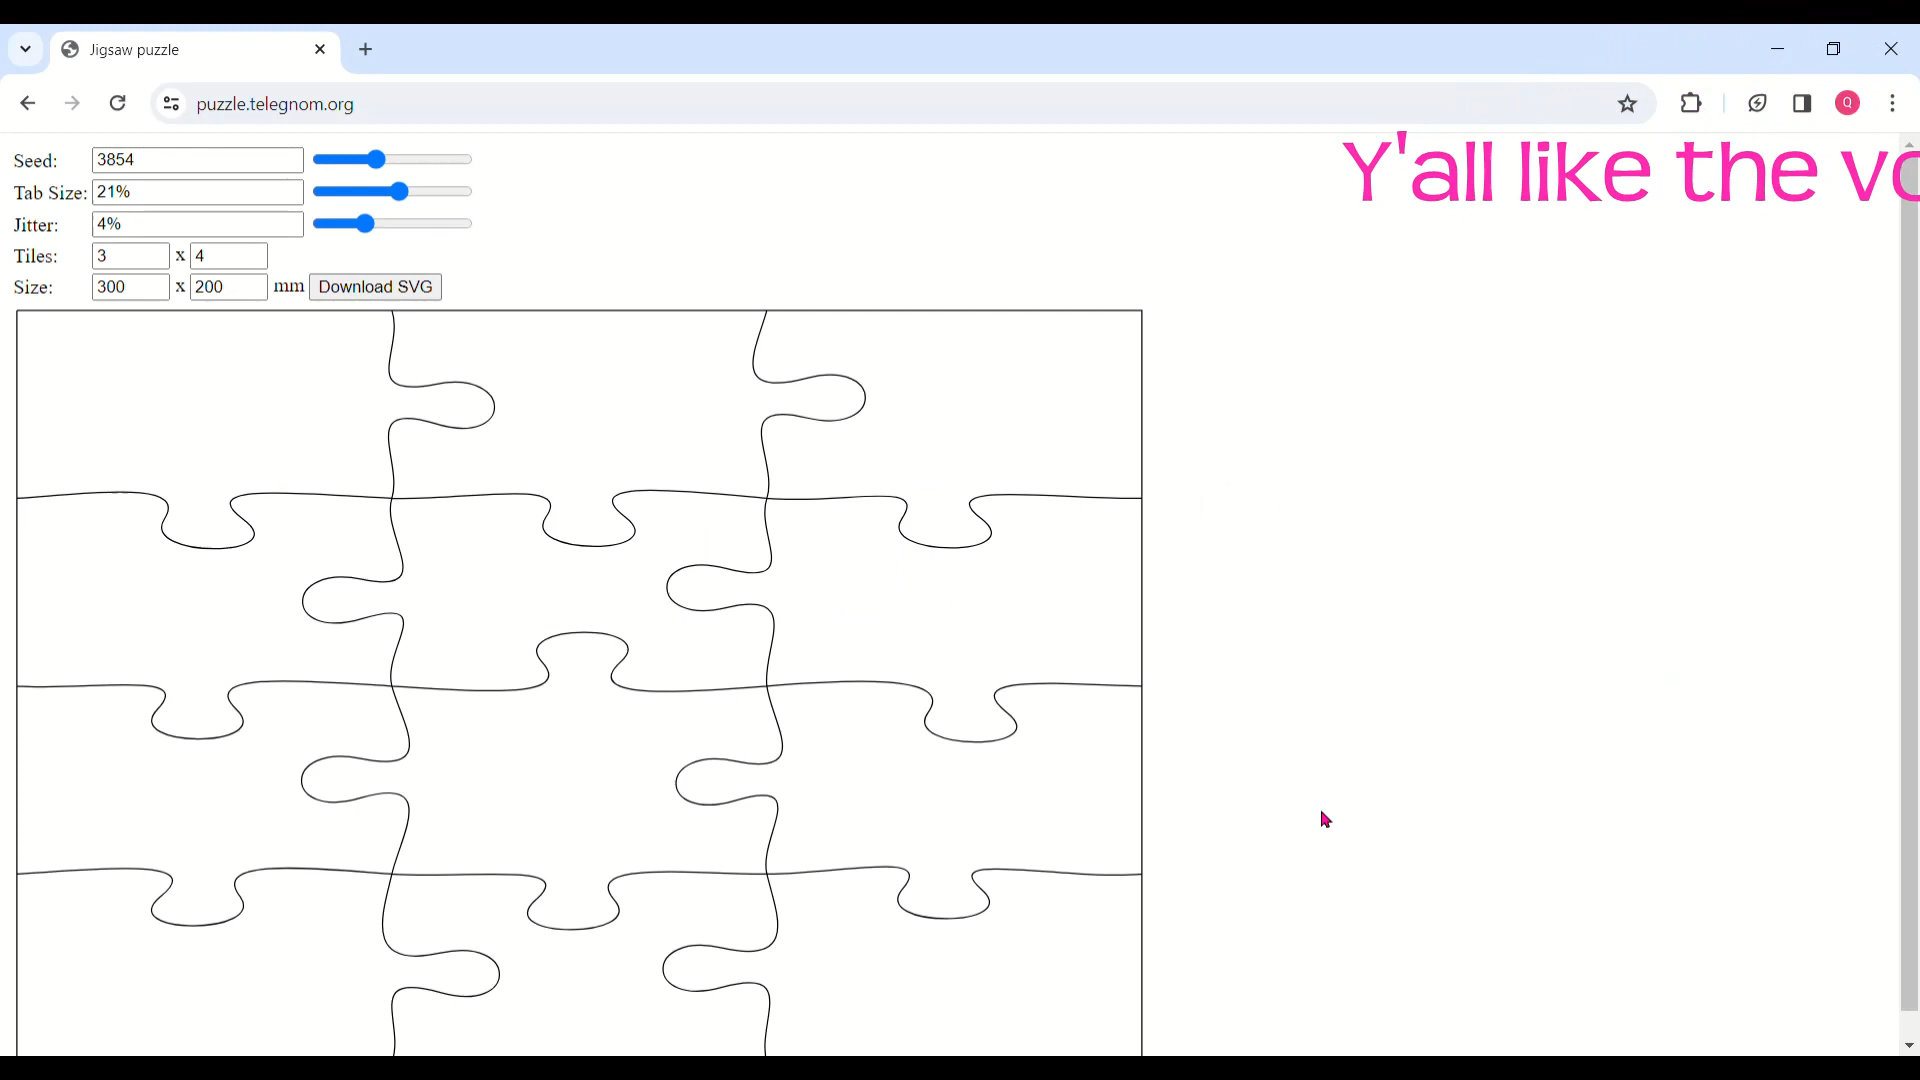 Jigsaw puzzle
puzzle.telegnom.org
Q
Y'all like the
Seed: 3854
Tab Size: 21%
Jitter: 4%
Tiles: 3 x 4
Size: 300 x 200 mm Download SVG